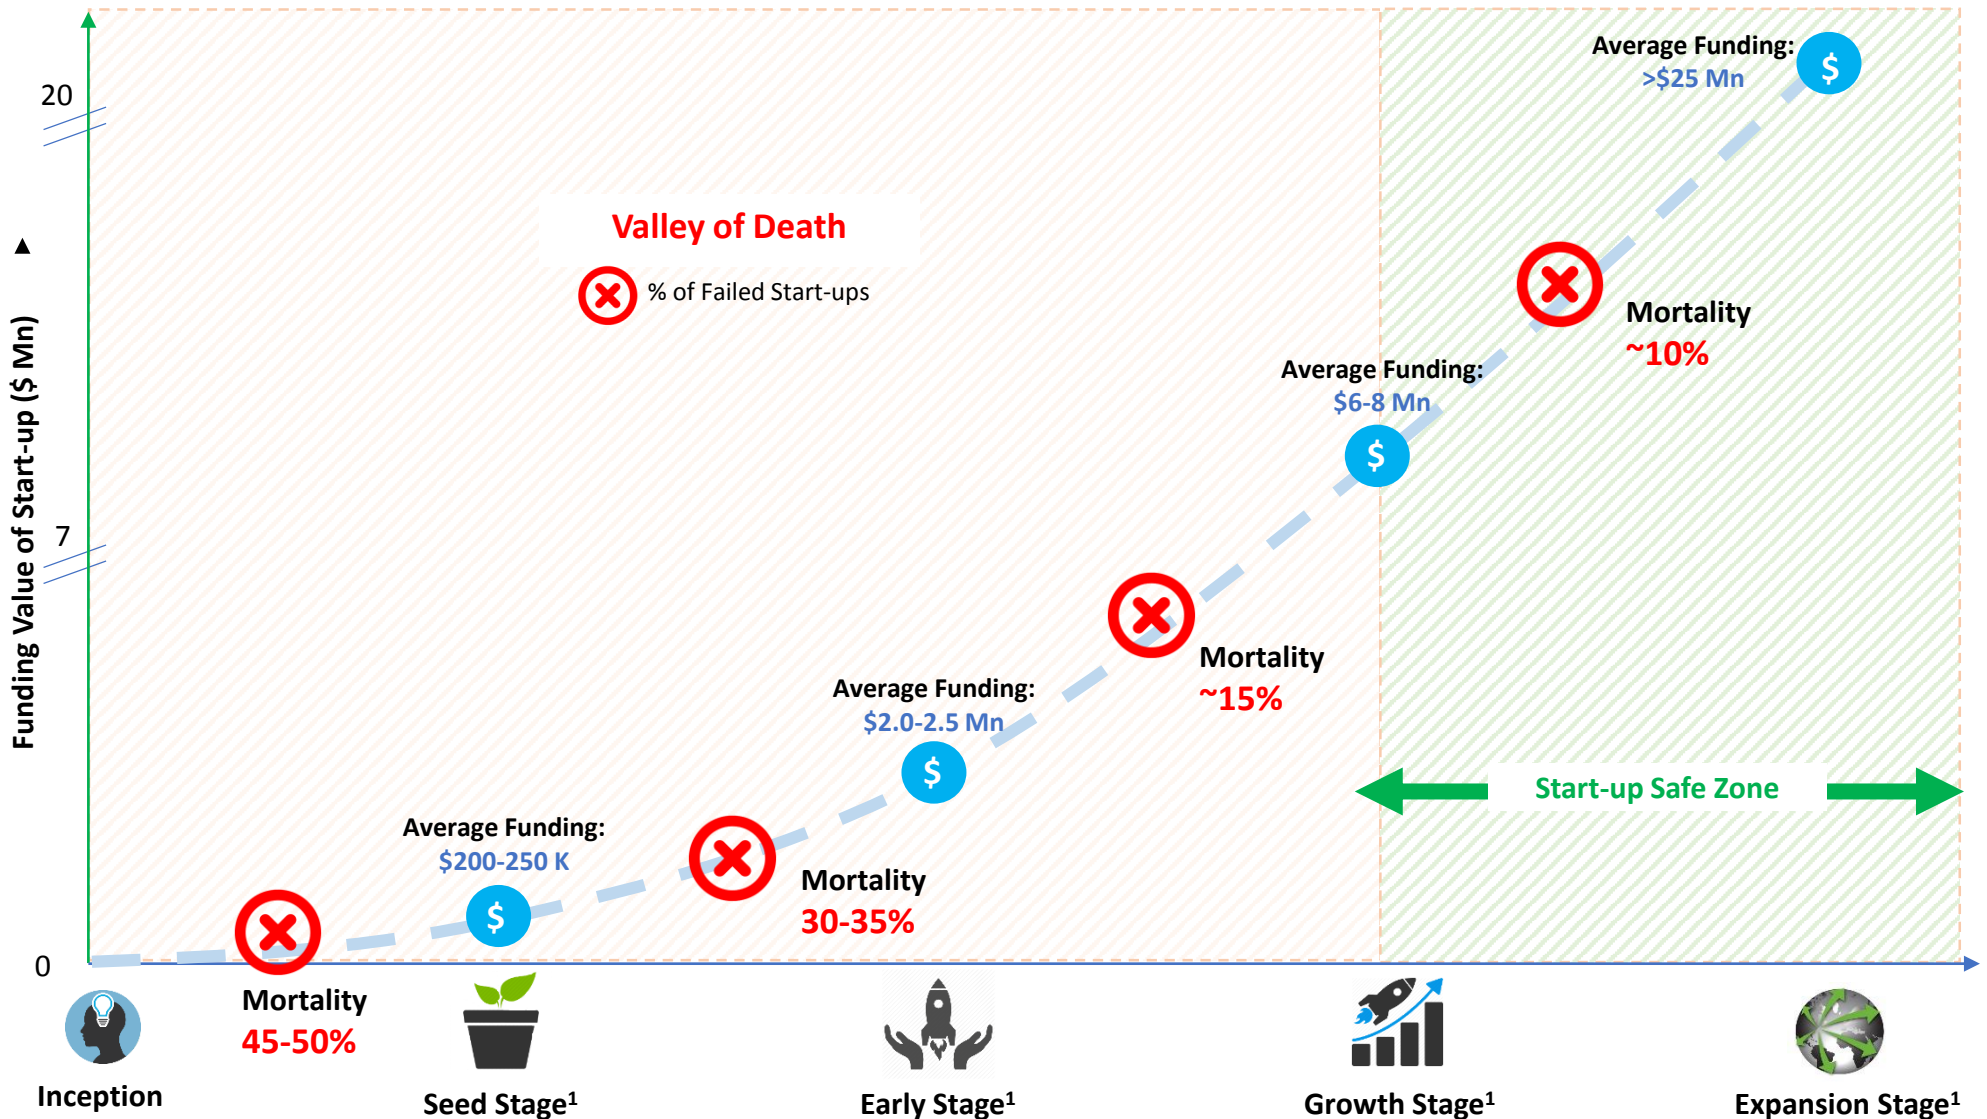 Average Funding:
>$25 Mn
$
20
Valley of Death
% of Failed Start-ups
Mortality
~10%
Average Funding:
$6-8 Mn
$
7
Funding Value of Start-up ($ Mn) ▲
Mortality
~15%
Average Funding:
$2.0-2.5 Mn
$
Start-up Safe Zone
Average Funding:
$200-250 K
$
Mortality
30-35%
0
Mortality
45-50%
Inception
Seed Stage¹
Early Stage¹
Growth Stage¹
Expansion Stage¹